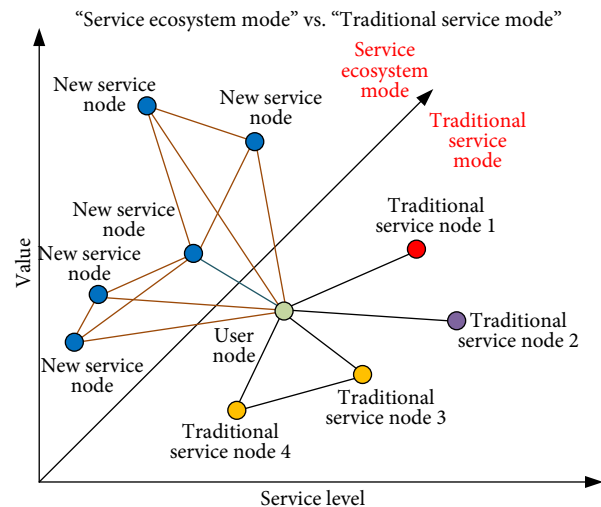 “Service ecosystem mode” vs. “Traditional service mode”
Service
ecosystem
mode
Traditional
service
mode
New service
node
New service
node
New service
node
New service
node
New service
node
Value
User
node
Traditional
service node 1
Traditional
service node 2
Traditional
service node 3
Traditional
service node 4
Service level